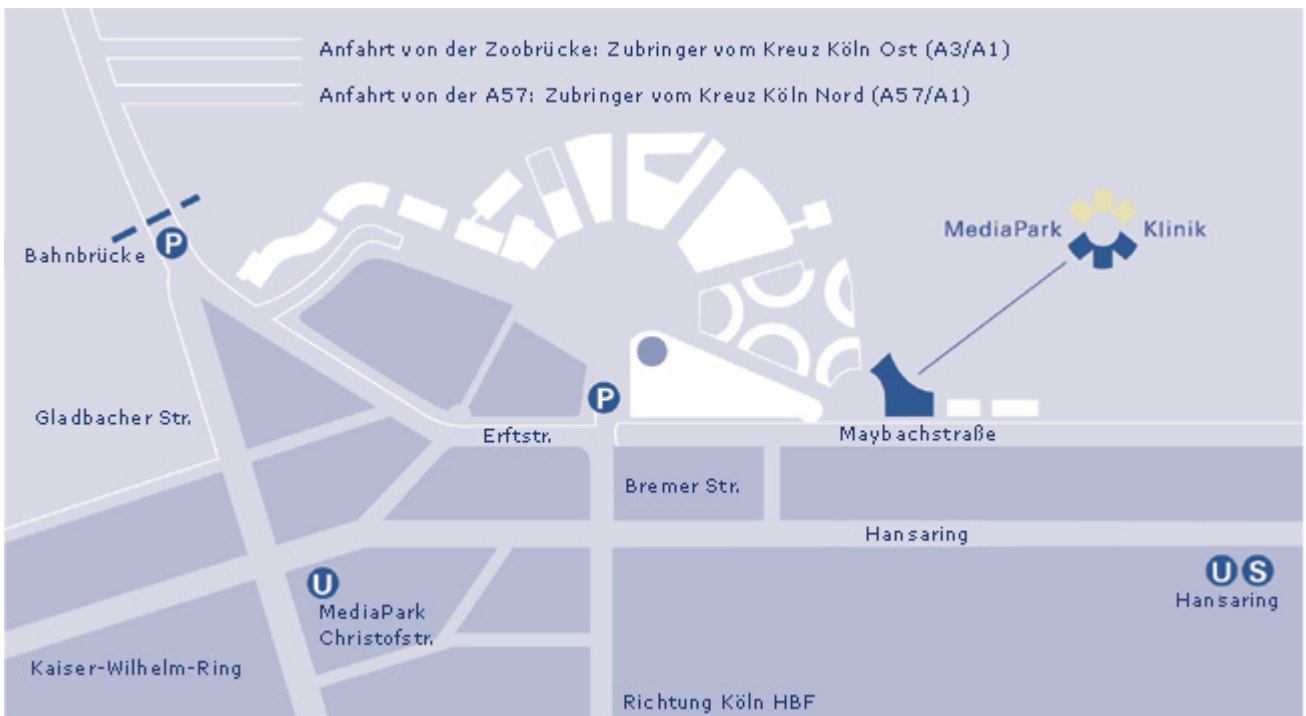 Anfahrt von der Zoobrücke: Zubringer vom Kreuz Köln Ost (A3/A1)
Anfahrt von der A57: Zubringer vom Kreuz Köln Nord (A57/A1)
MediaPark Klinik
Bahnbrücke P
P
Gladbacher Str.
Erftstr.
Maybachstraße
Bremer Str.
Hansaring
U
MediaPark
Christofstr.
U S
Hansaring
Kaiser-Wilhelm-Ring
Richtung Köln HBF